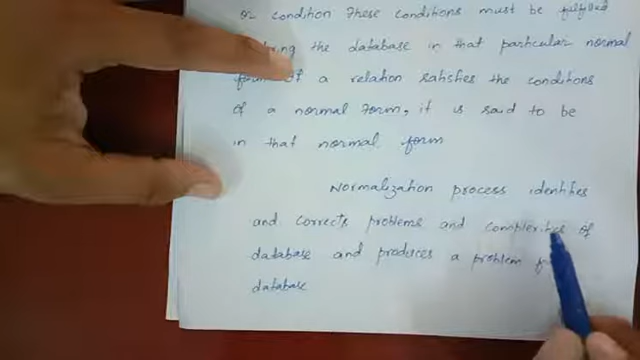 or condition These conditions must be fulfilled
the database in that particular normal
of a relation satisfies the conditions
of a normal form, it is said to be
in that normal form
Normalization process identifies
and corrects problems and complexities of
database and produces a problem
database